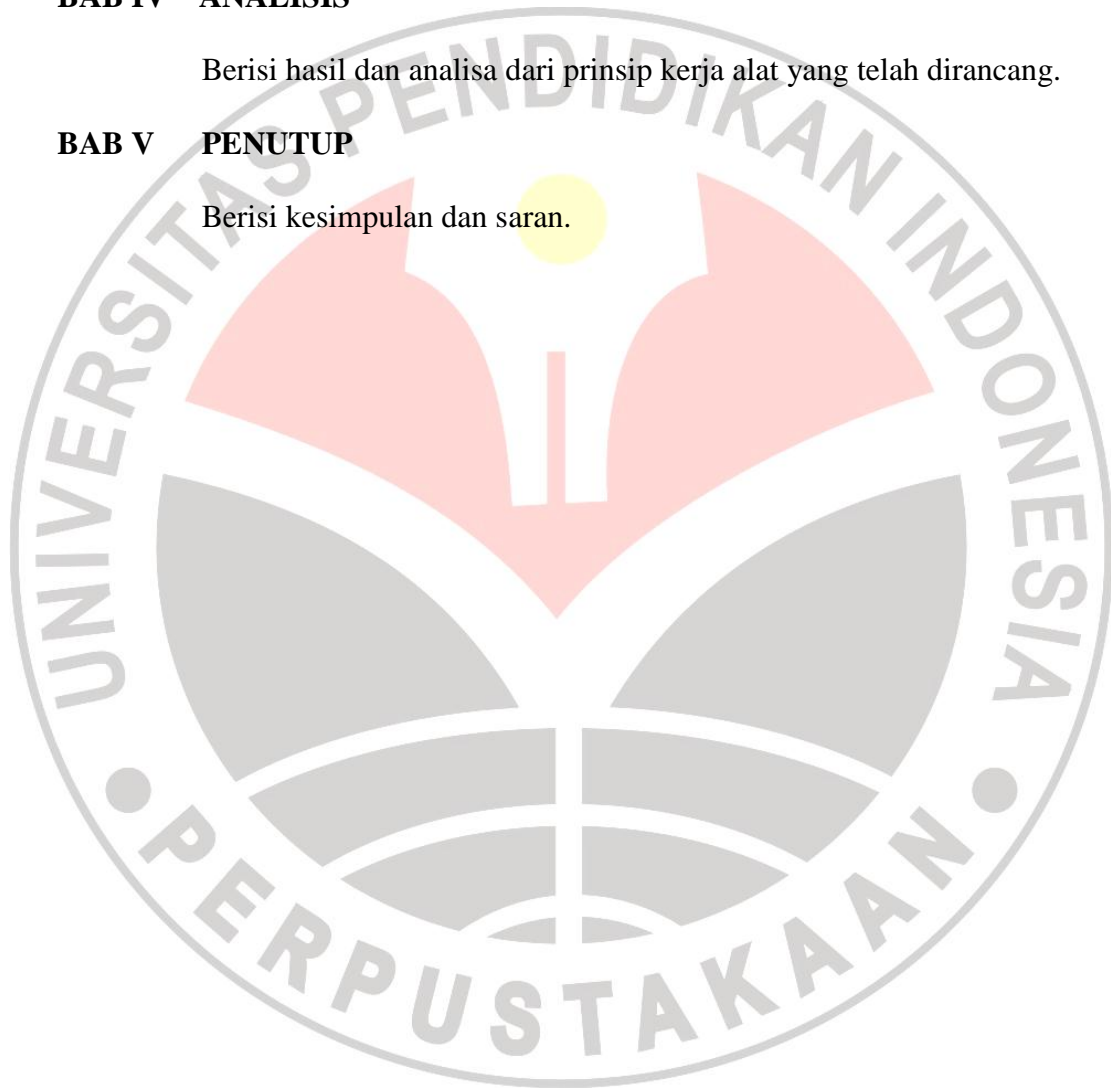 BAB IV ANALISIS
Berisi hasil dan analisa dari prinsip kerja alat yang telah dirancang.
BAB V PENUTUP
Berisi kesimpulan dan saran.
UNIVERSITAS PENDIDIKAN INDONESIA
PERPUSTAKAAN